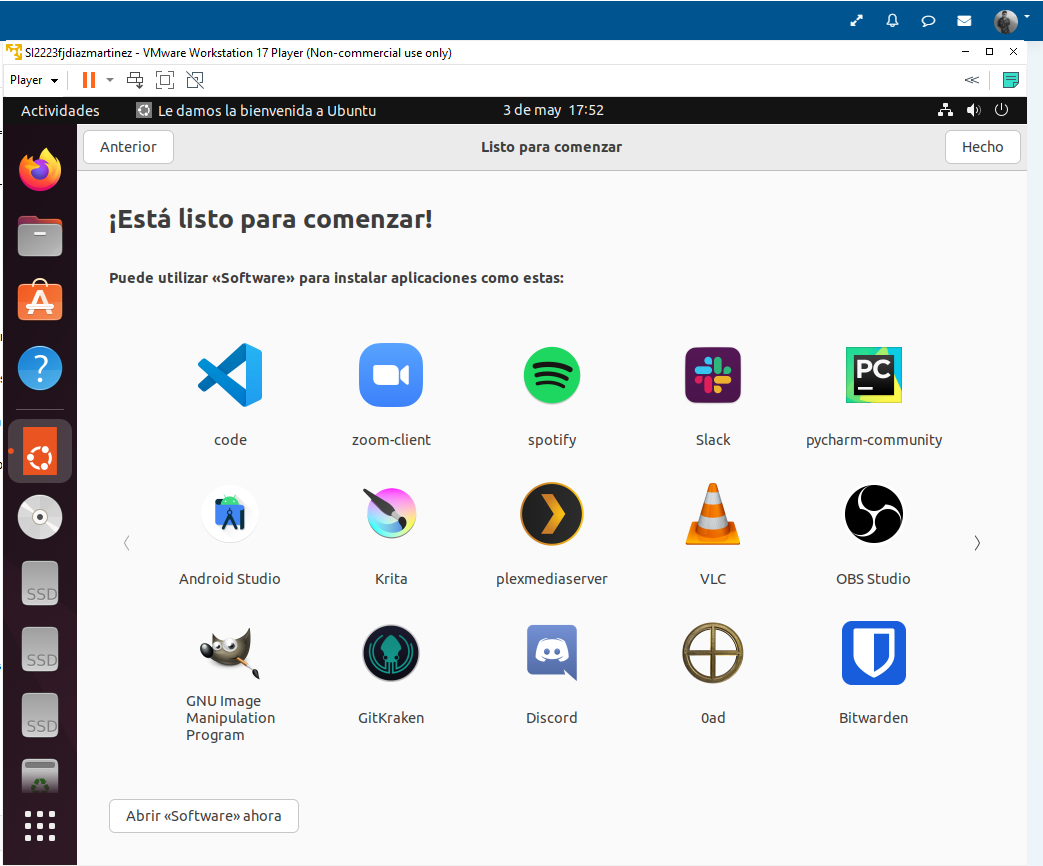 SI2223fjdiazmartinez - VMware Workstation 17 Player (Non-commercial use only)
Player
Actividades
Le damos la bienvenida a Ubuntu
3 de may 17:52
Anterior
Listo para comenzar
Hecho
¡Está listo para comenzar!
Puede utilizar «Software» para instalar aplicaciones como estas:
PC
code
zoom-client
spotify
Slack
pycharm-community
Android Studio
Krita
plexmediaserver
VLC
OBS Studio
SSD
SSD
SSD
GNU Image
Manipulation
Program
GitKraken
Discord
0ad
Bitwarden
Abrir «Software» ahora